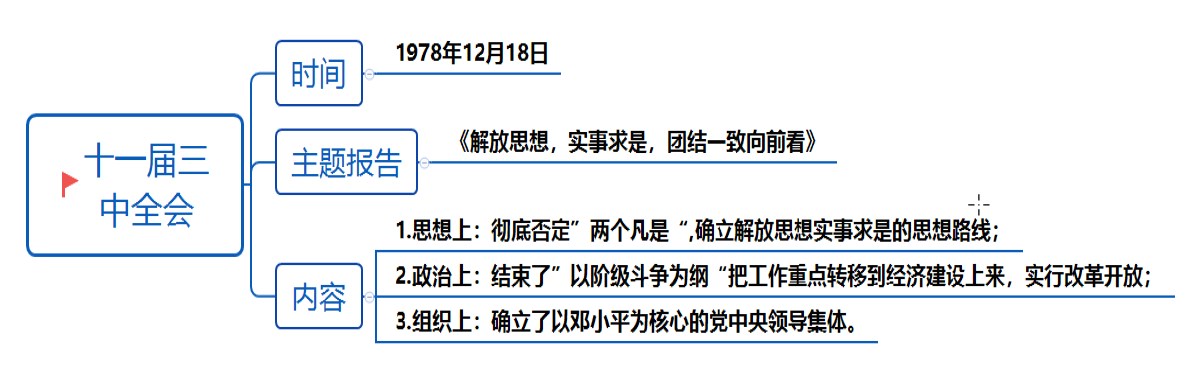 十一届三
中全会
时间
1978年12月18日
主题报告
《解放思想，实事求是，团结一致向前看》
内容
1.思想上：彻底否定”两个凡是“,确立解放思想实事求是的思想路线；
2.政治上：结束了”以阶级斗争为纲“把工作重点转移到经济建设上来，实行改革开放；
3.组织上：确立了以邓小平为核心的党中央领导集体。